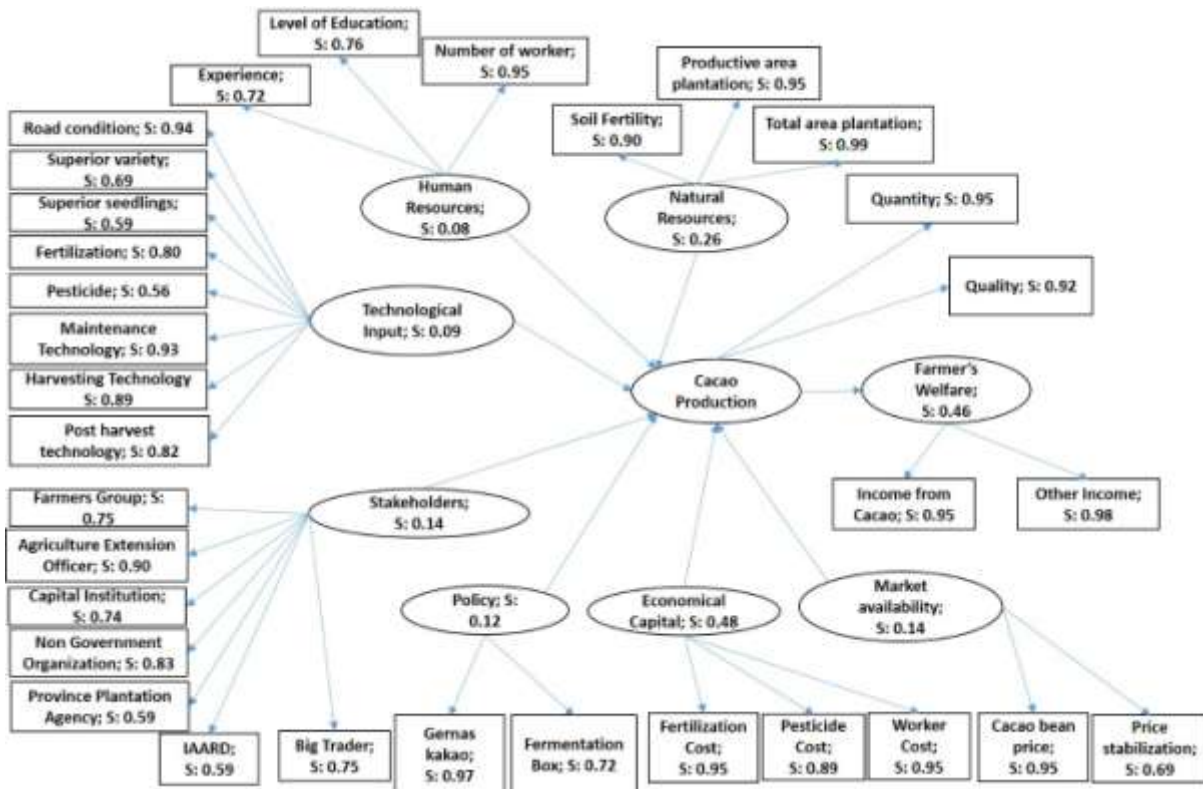 Level of Education;
S: 0.76
Number of worker;
S: 0.95
Experience;
S: 0.72
Productive area
plantation; S: 0.95
Soil Fertility;
S: 0.90
Total area plantation;
S: 0.99
Road condition; S: 0.94
Superior variety;
S: 0.69
Superior seedlings;
S: 0.59
Fertilization; S: 0.80
Pesticide; S: 0.56
Maintenance
Technology; S: 0.93
Harvesting Technology
S: 0.89
Post harvest
technology; S: 0.82
Human
Resources;
S: 0.08
Natural
Resources;
S: 0.26
Quantity; S: 0.95
Quality; S: 0.92
Technological
Input; S: 0.09
Cacao
Production
Farmer's
Welfare;
S: 0.46
Income from
Cacao; S: 0.95
Other Income;
S: 0.98
Farmers Group; S:
0.75
Agriculture Extension
Officer; S: 0.90
Capital Institution;
S: 0.74
Non Government
Organization; S: 0.83
Province Plantation
Agency; S: 0.59
IAARD;
S: 0.59
Big Trader;
S: 0.75
Stakeholders;
S: 0.14
Policy; S:
0.12
Economical
Capital; S: 0.48
Market
availability;
S: 0.14
Gernas
kakao;
S: 0.97
Fermentation
Box; S: 0.72
Fertilization
Cost;
S: 0.95
Pesticide
Cost;
S: 0.89
Worker
Cost;
S: 0.95
Cacao bean
price;
S: 0.95
Price
stabilization;
S: 0.69